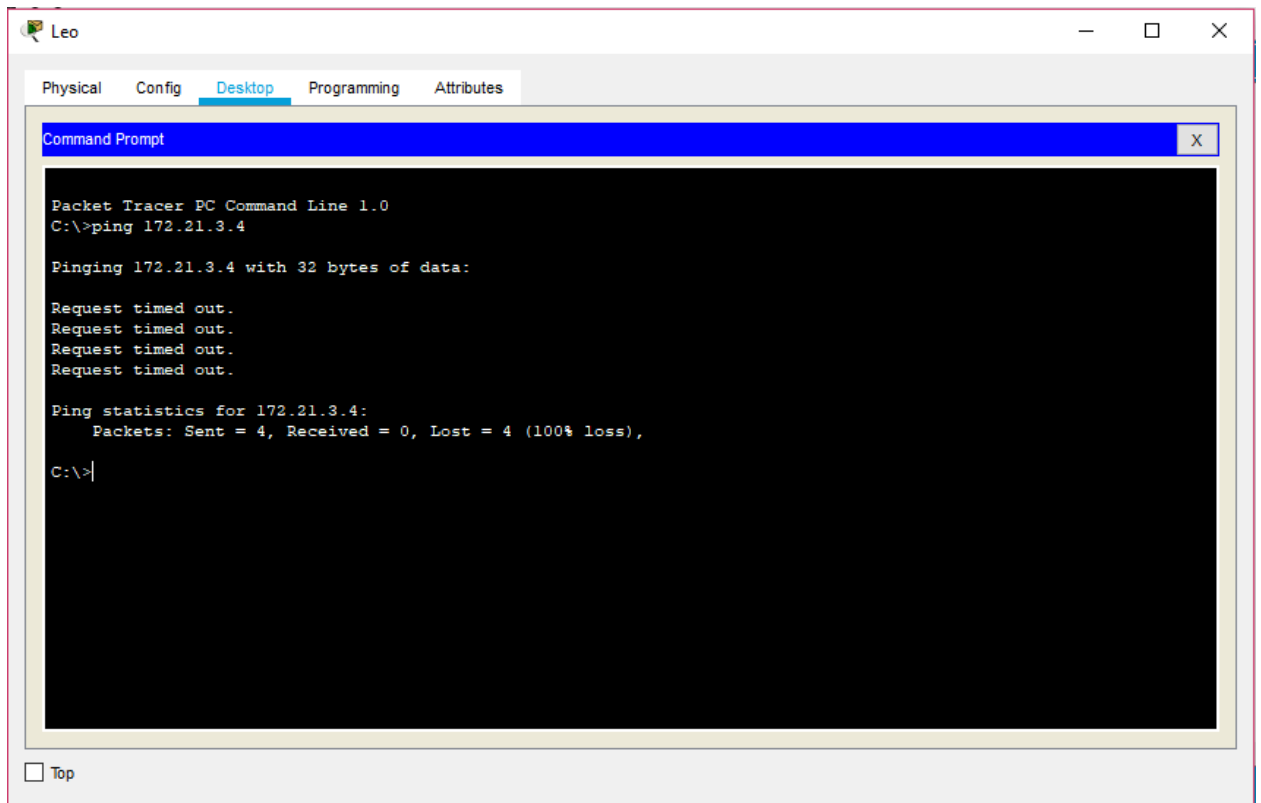 Leo
Physical Config Desktop Programming Attributes
Command Prompt
X
Packet Tracer PC Command Line 1.0
C:\>ping 172.21.3.4
Pinging 172.21.3.4 with 32 bytes of data:
Request timed out.
Request timed out.
Request timed out.
Request timed out.
Ping statistics for 172.21.3.4:
Packets: Sent = 4, Received = 0, Lost = 4 (100% loss),
C:\>
Top